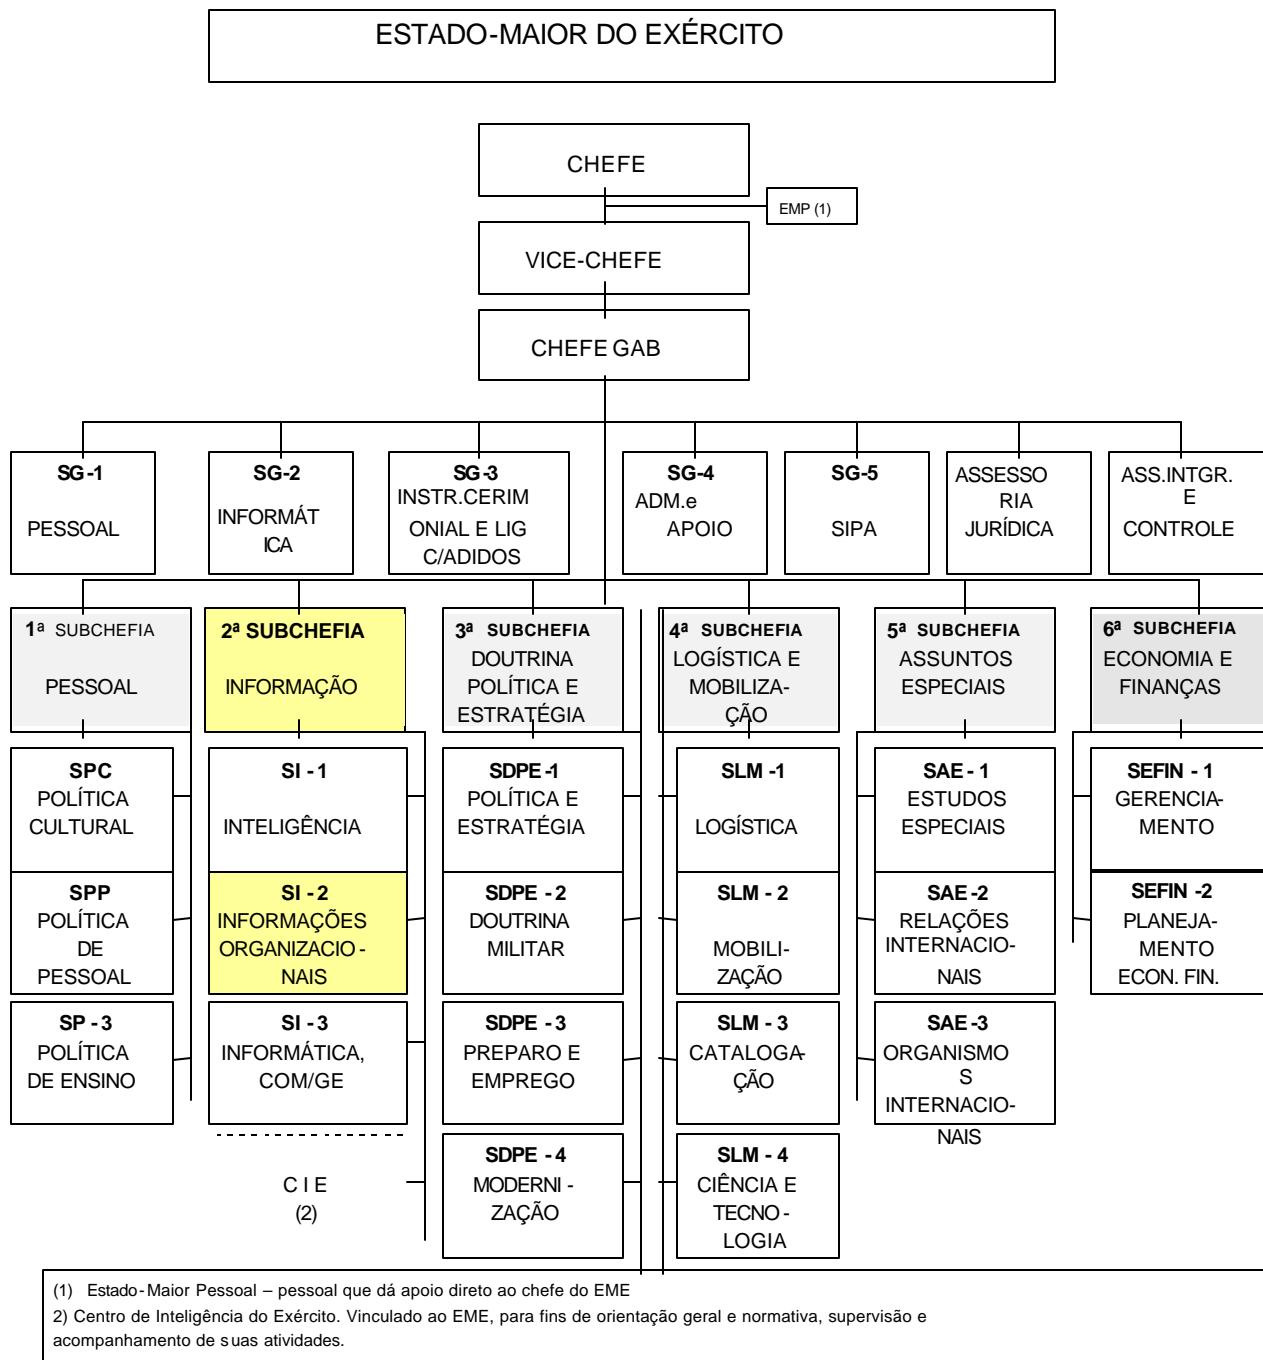 ESTADO-MAIOR DO EXÉRCITO
CHEFE
EMP (1)
VICE-CHEFE
CHEFE GAB
SG-1
PESSOAL
SG-2
INFORMÁT
ICA
SG-3
INSTR.CERIM
ONIAL E LIG
C/ADIDOS
SG-4
ADM.e
APOIO
SG-5
SIPA
ASSESSO
RIA
JURÍDICA
ASS.INTGR.
E
CONTROLE
1ª SUBCHEFIA
PESSOAL
2ª SUBCHEFIA
INFORMAÇÃO
3ª SUBCHEFIA
DOUTRINA
POLÍTICA E
ESTRATÉGIA
4ª SUBCHEFIA
LOGÍSTICA E
MOBILIZA-
ÇÃO
5ª SUBCHEFIA
ASSUNTOS
ESPECIAIS
6ª SUBCHEFIA
ECONOMIA E
FINANÇAS
SPC
POLÍTICA
CULTURAL
SI - 1
INTELIGÊNCIA
SDPE -1
POLÍTICA E
ESTRATÉGIA
SLM -1
LOGÍSTICA
SAE - 1
ESTUDOS
ESPECIAIS
SEFIN - 1
GERENCIA-
MENTO
SPP
POLÍTICA
DE
PESSOAL
SI - 2
INFORMAÇÕES
ORGANIZACIO -
NAIS
SDPE - 2
DOUTRINA
MILITAR
SLM - 2
MOBILI-
ZAÇÃO
SAE -2
RELAÇÕES
INTERNACIO-
NAIS
SEFIN -2
PLANEJA-
MENTO
ECON. FIN.
SP - 3
POLÍTICA
DE ENSINO
SI - 3
INFORMÁTICA,
COM/GE
SDPE - 3
PREPARO E
EMPREGO
SLM - 3
CATALOGA-
ÇÃO
SAE -3
ORGANISMO
S
INTERNACIO-
NAIS
C I E
(2)
SDPE - 4
MODERNI -
ZAÇÃO
SLM - 4
CIÊNCIA E
TECNO -
LOGIA
(1) Estado-Maior Pessoal – pessoal que dá apoio direto ao chefe do EME
2) Centro de Inteligência do Exército. Vinculado ao EME, para fins de orientação geral e normativa, supervisão e
acompanhamento de suas atividades.